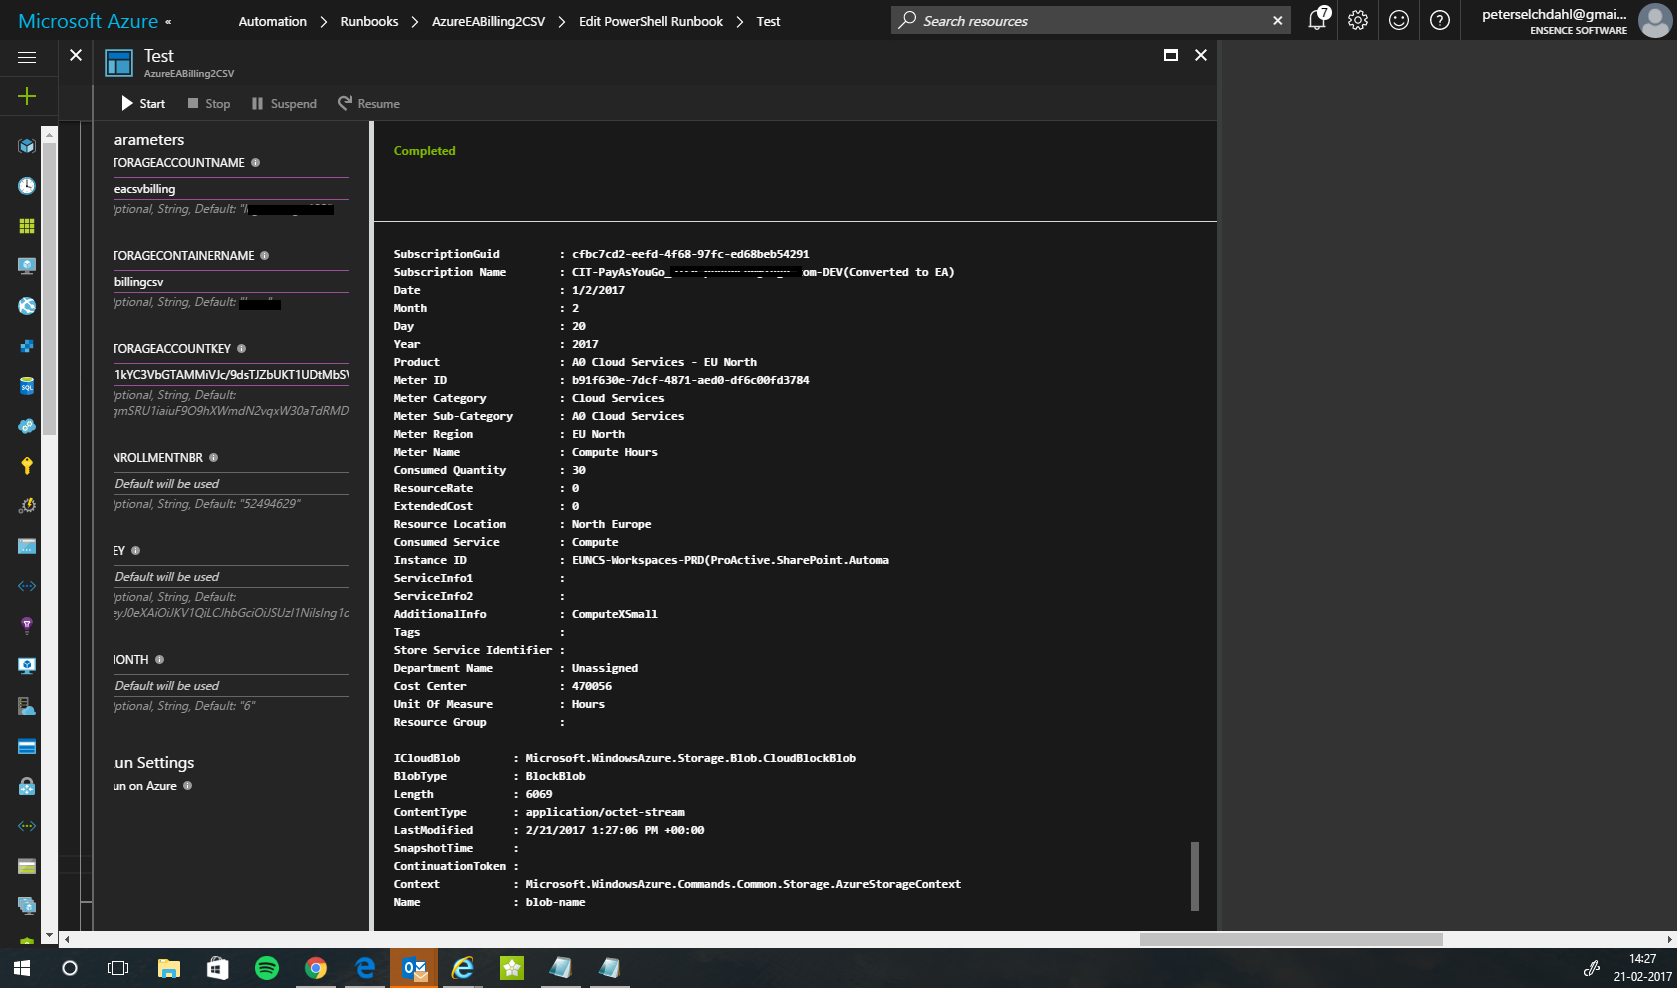 Microsoft Azure «
Automation > Runbooks > AzureEABilling2CSV > Edit PowerShell Runbook > Test
Search resources
7
peterselchdahl@gmai...
ENSENCE SOFTWARE
Test
AzureEABilling2CSV
Start Stop Suspend Resume
arameters
TORAGEACCOUNTNAME
eacsvbilling
ptional, String, Default:
TORAGECONTAINERNAME
billingcsv
ptional, String, Default:
TORAGEACCOUNTKEY
1kYC3VbGTAMMiVJc/9dsTJZbUKT1UDtMbSV
ptional, String, Default:
qmSRU1iaiuF9O9hXWmdN2vqxW30aTdRMD
NROLLMENTNBR
Default will be used
ptional, String, Default: "52494629"
EY
Default will be used
ptional, String, Default:
eyJ0eXAiOiJKV1QiLCJhbGciOiJSUzI1NiIsIng1c
ONTH
Default will be used
ptional, String, Default: "6"
un Settings
un on Azure
Completed
SubscriptionGuid : cfbc7cd2-eefd-4f68-97fc-ed68beb54291
Subscription Name : CIT-PayAsYouGo_ om-DEV(Converted to EA)
Date : 1/2/2017
Month : 2
Day : 20
Year : 2017
Product : A0 Cloud Services - EU North
Meter ID : b91f630e-7dcf-4871-aed0-df6c00fd3784
Meter Category : Cloud Services
Meter Sub-Category : A0 Cloud Services
Meter Region : EU North
Meter Name : Compute Hours
Consumed Quantity : 30
ResourceRate : 0
ExtendedCost : 0
Resource Location : North Europe
Consumed Service : Compute
Instance ID : EUNCS-Workspaces-PRD(ProActive.SharePoint.Automa
ServiceInfo1 :
ServiceInfo2 :
AdditionalInfo : ComputeXSmall
Tags :
Store Service Identifier :
Department Name : Unassigned
Cost Center : 470056
Unit Of Measure : Hours
Resource Group :
ICloudBlob : Microsoft.WindowsAzure.Storage.Blob.CloudBlockBlob
BlobType : BlockBlob
Length : 6069
ContentType : application/octet-stream
LastModified : 2/21/2017 1:27:06 PM +00:00
SnapshotTime :
ContinuationToken :
Context : Microsoft.WindowsAzure.Commands.Common.Storage.AzureStorageContext
Name : blob-name
14:27
21-02-2017